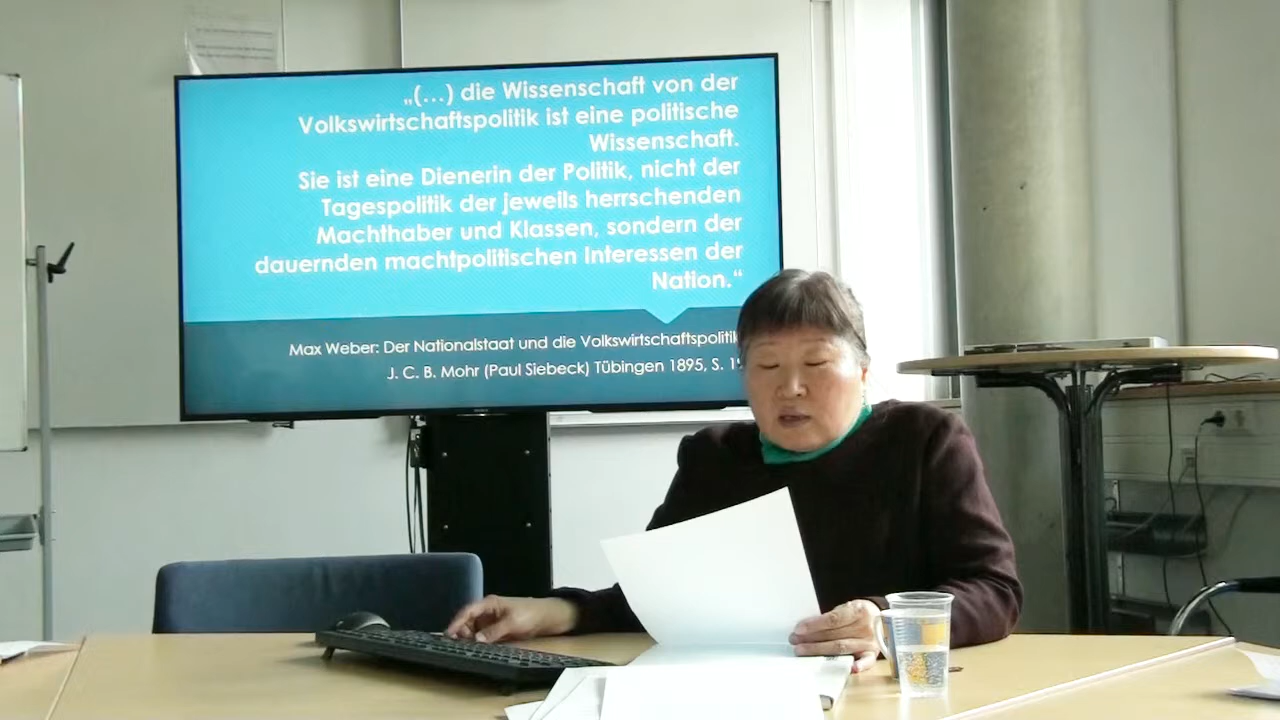 „(…) die Wissenschaft von der
Volkswirtschaftspolitik ist eine politische
Wissenschaft.
Sie ist eine Dienerin der Politik, nicht der
Tagespolitik der jeweils herrschenden
Machthaber und Klassen, sondern der
dauernden machtpolitischen Interessen der
Nation.“
Max Weber: Der Nationalstaat und die Volkswirtschaftspolitik
J. C. B. Mohr (Paul Siebeck) Tübingen 1895, S.